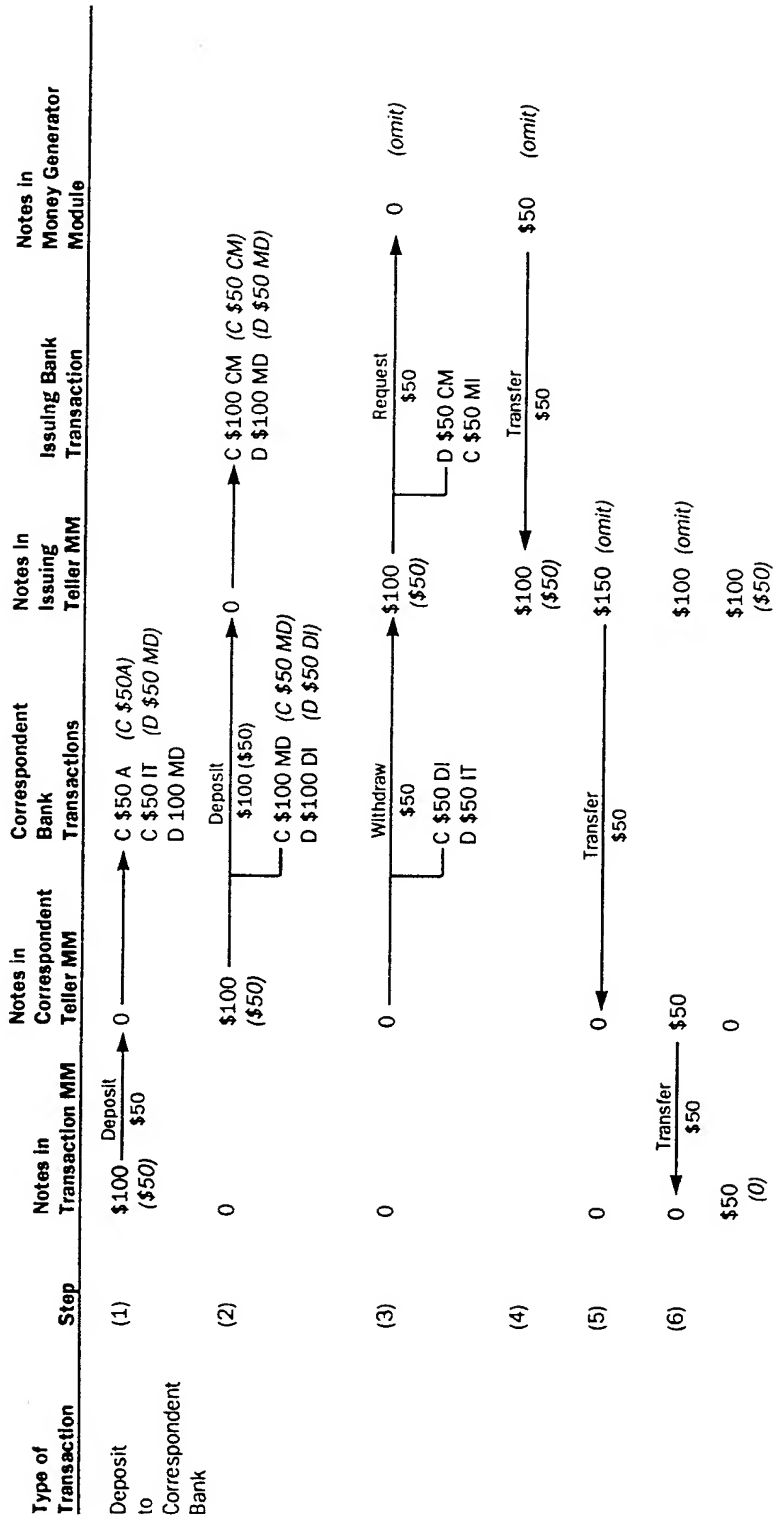 Type of
Transaction
Step
Notes in
Transaction MM
Notes in
Correspondent
Teller MM
Correspondent
Bank
Transactions
Notes in
Issuing
Teller MM
Issuing Bank
Transaction
Notes in
Money Generator
Module
Deposit
to
Correspondent
Bank
(1)
$100
($50)
Deposit
$50
0
C $50 A (C $50A)
C $50 IT (D $50 MD)
D 100 MD
(2)
0
$100
($50)
Deposit
$100 ($50)
C $100 MD (C $50 MD)
D $100 DI (D $50 DI)
0
C $100 CM (C $50 CM)
D $100 MD (D $50 MD)
(3)
0
0
Withdraw
$50
C $50 DI
D $50 IT
$100
($50)
Request
$50
D $50 CM
C $50 MI
0 (omit)
(4)
$100
($50)
Transfer
$50
$50 (omit)
(5)
0
0
Transfer
$50
$150 (omit)
(6)
0
Transfer
$50
$50
$100 (omit)
$50
(0)
0
$100
($50)